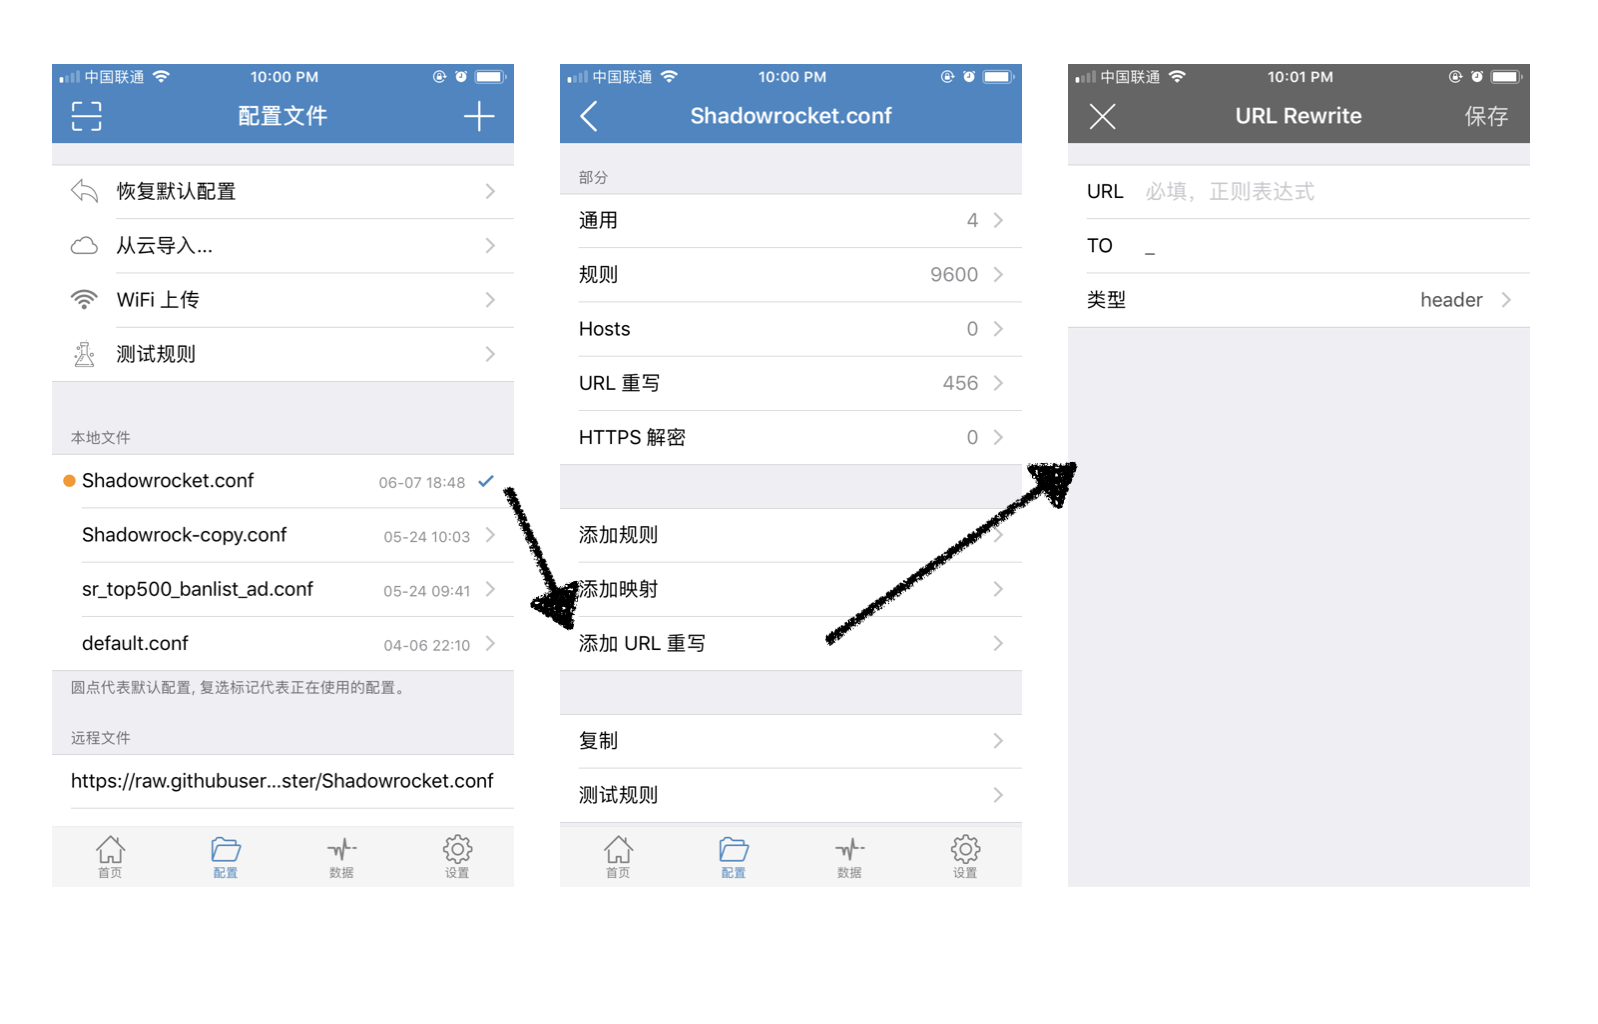 中国联通
10:00 PM
配置文件
恢复默认配置
从云导入...
WiFi 上传
测试规则
本地文件
Shadowrocket.conf 06-07 18:48
Shadowrock-copy.conf 05-24 10:03
sr_top500_banlist_ad.conf 05-24 09:41
default.conf 04-06 22:10
圆点代表默认配置, 复选标记代表正在使用的配置。
远程文件
https://raw.githubuser...ster/Shadowrocket.conf
首页 配置 数据 设置
中国联通
10:00 PM
Shadowrocket.conf
部分
通用 4
规则 9600
Hosts 0
URL 重写 456
HTTPS 解密 0
添加规则
添加映射
添加 URL 重写
复制
测试规则
首页 配置 数据 设置
中国联通
10:01 PM
URL Rewrite 保存
URL 必填，正则表达式
TO _
类型 header